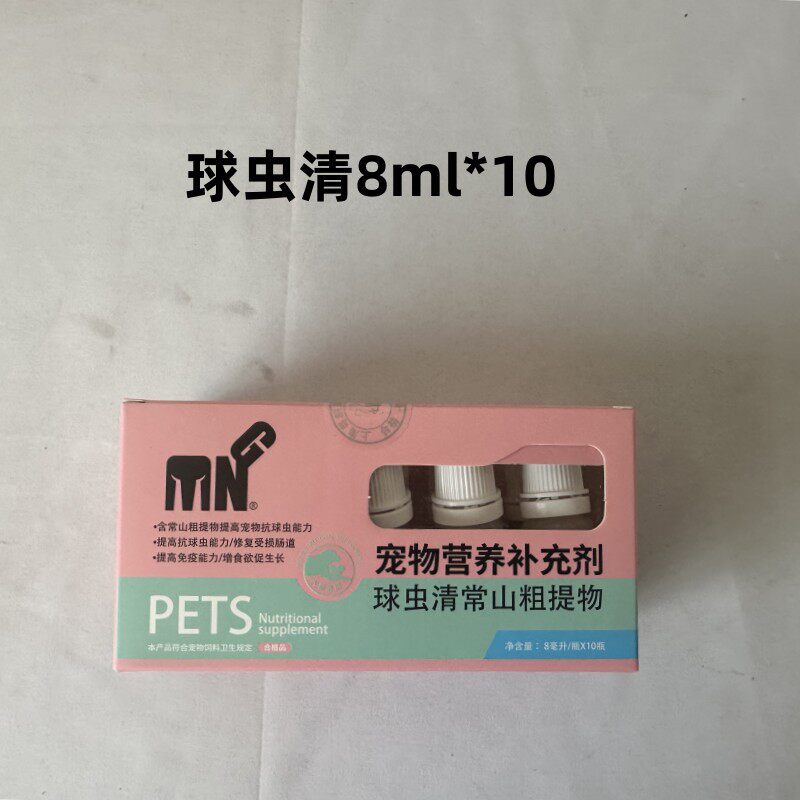 球虫清8ml*10
MNG®
•含常山粗提物提高宠物抗球虫能力
•提高抗球虫能力/修复受损肠道
•提高免疫能力/增食欲促生长
宠物营养补充剂
球虫清常山粗提物
PETS
Nutritional
supplement
本产品符合宠物饲料卫生规定 合格品
净含量：8毫升/瓶X10瓶